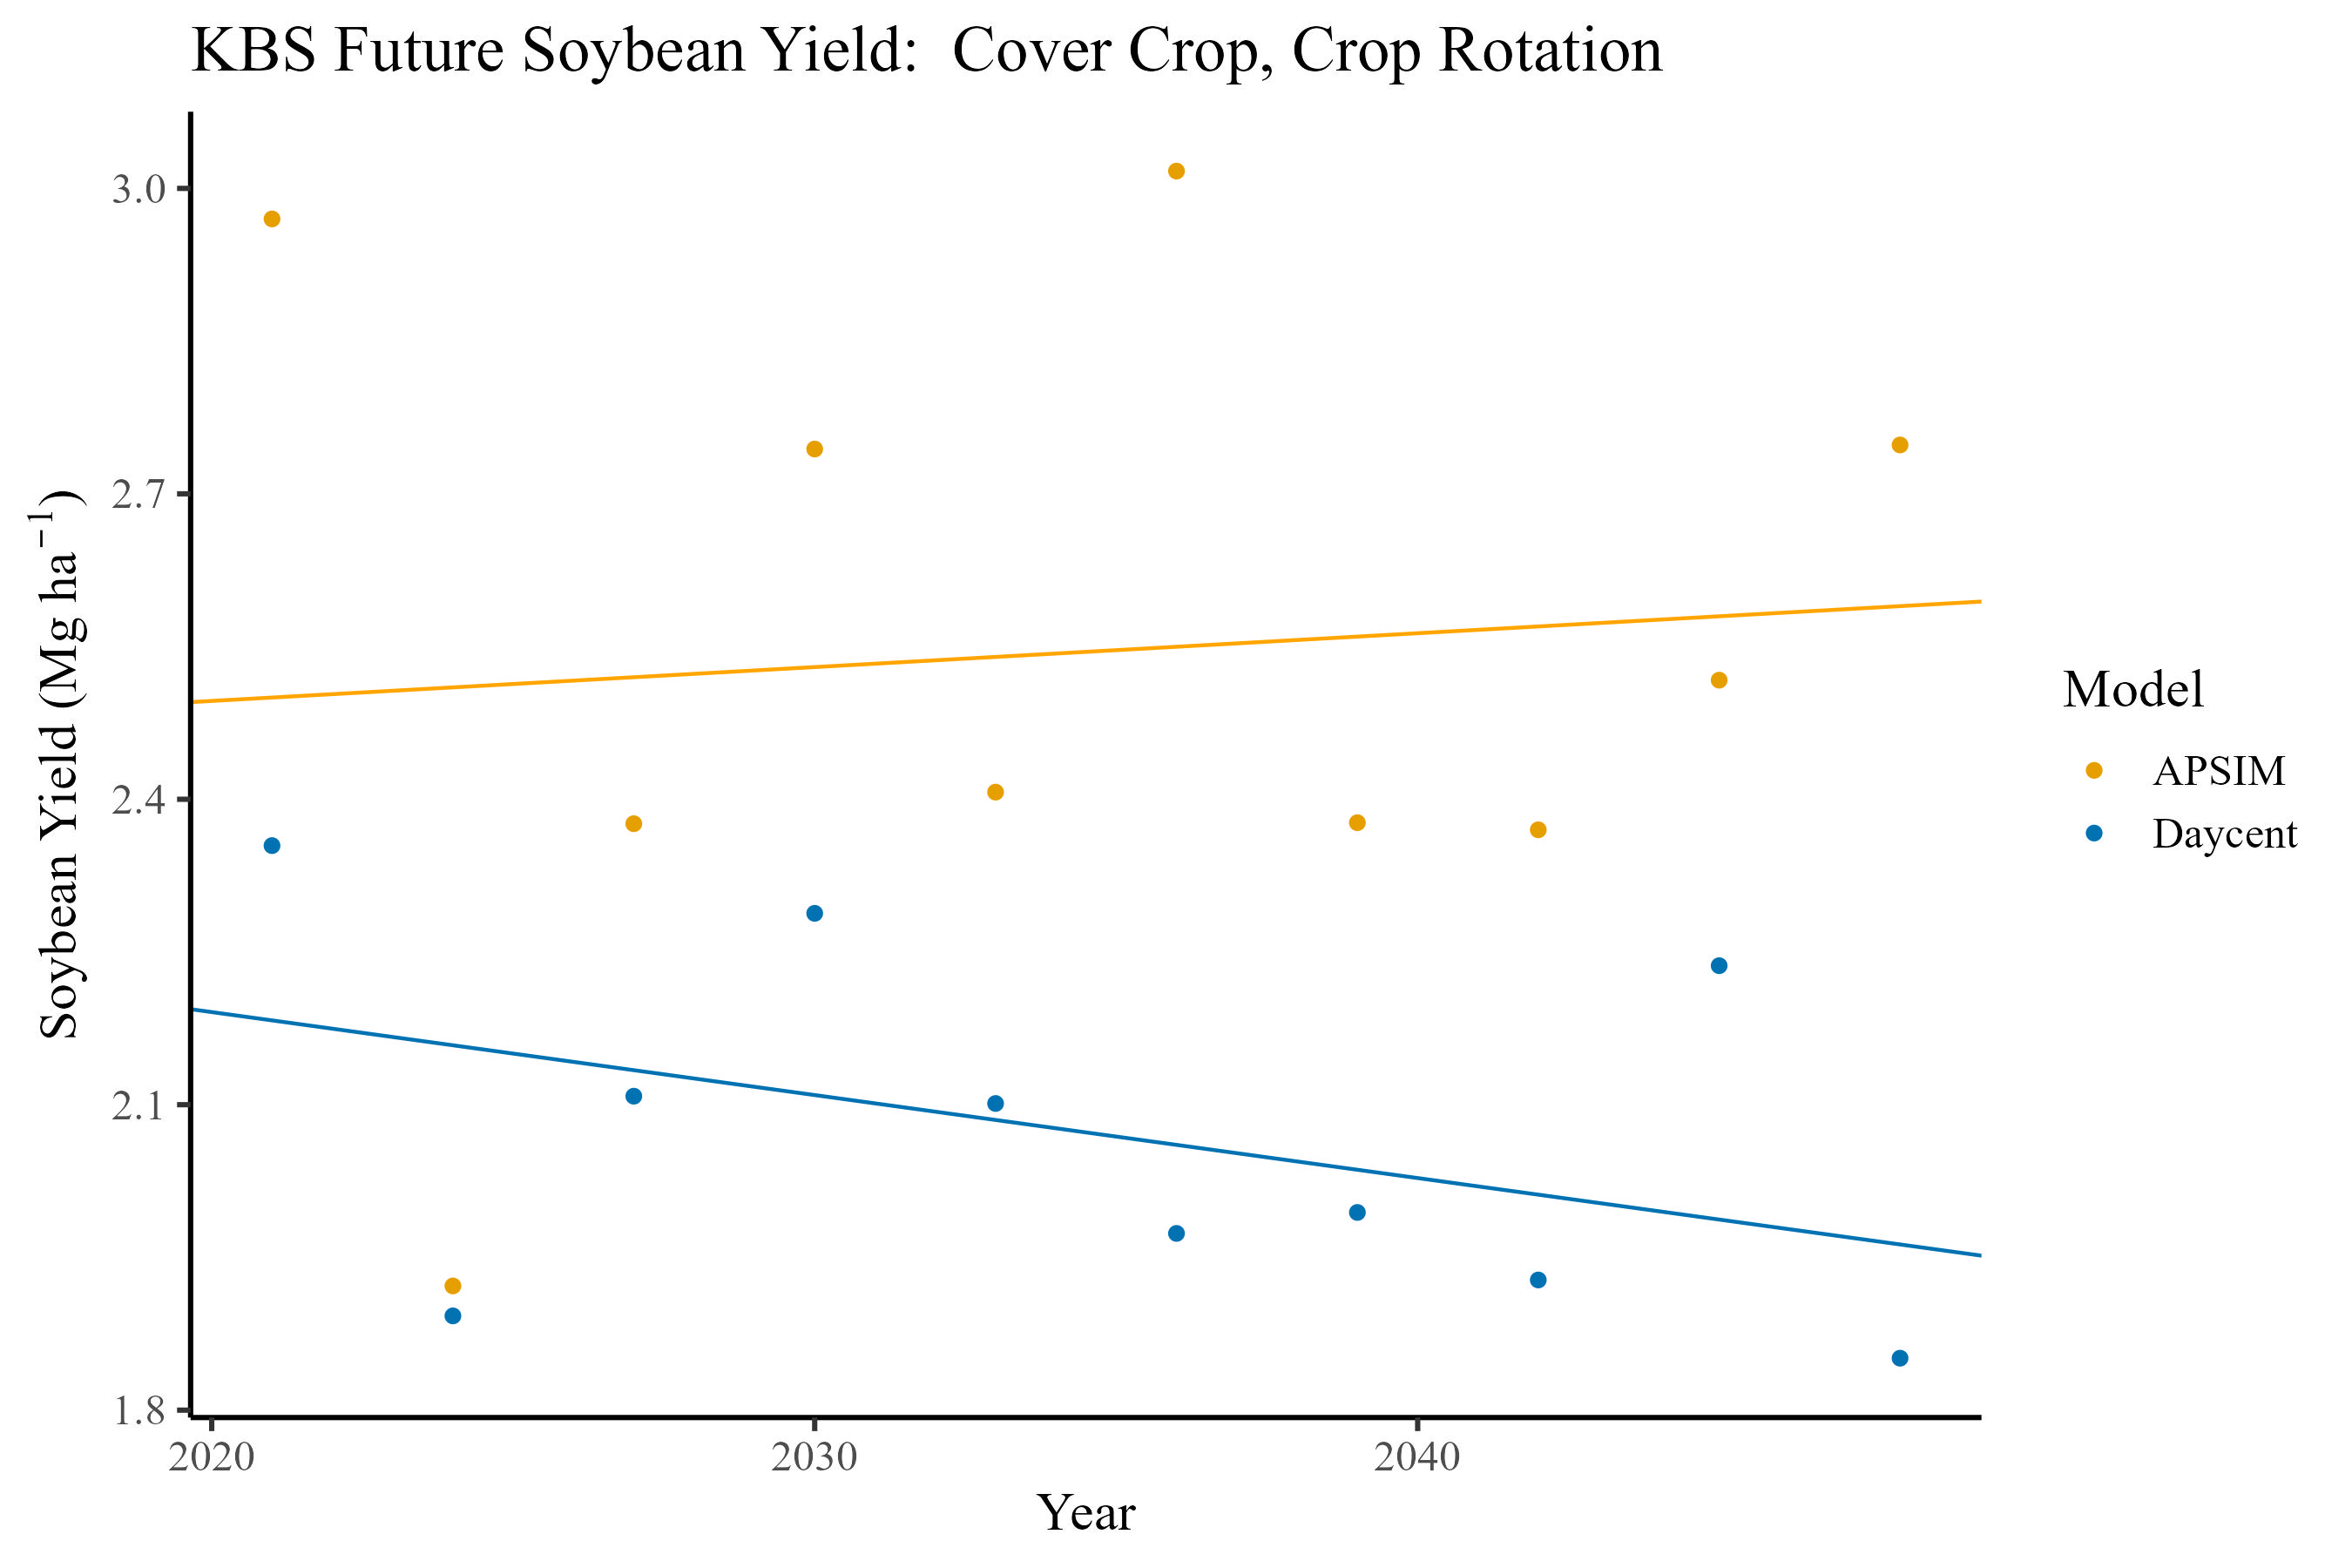 KBS Future Soybean Yield:  Cover Crop, Crop Rotation
Soybean Yield (Mg ha⁻¹)
3.0
2.7
2.4
2.1
1.8
2020
2030
2040
Year
Model
APSIM
Daycent